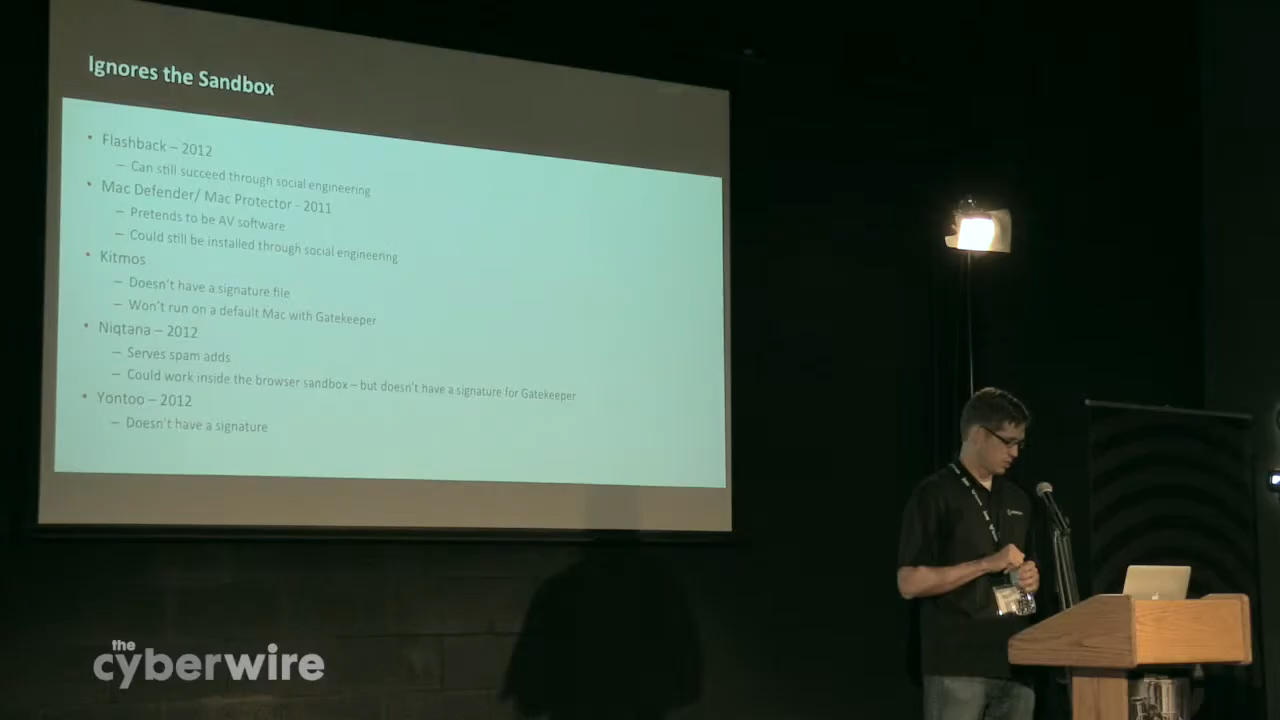 Ignores the Sandbox
• Flashback – 2012
– Can still succeed through social engineering
• Mac Defender/ Mac Protector - 2011
– Pretends to be AV software
– Could still be installed through social engineering
• Kitmos
– Doesn't have a signature file
– Won't run on a default Mac with Gatekeeper
• Niqtana – 2012
– Serves spam adds
– Could work inside the browser sandbox – but doesn't have a signature for Gatekeeper
• Yontoo – 2012
– Doesn't have a signature
the
cyberwire